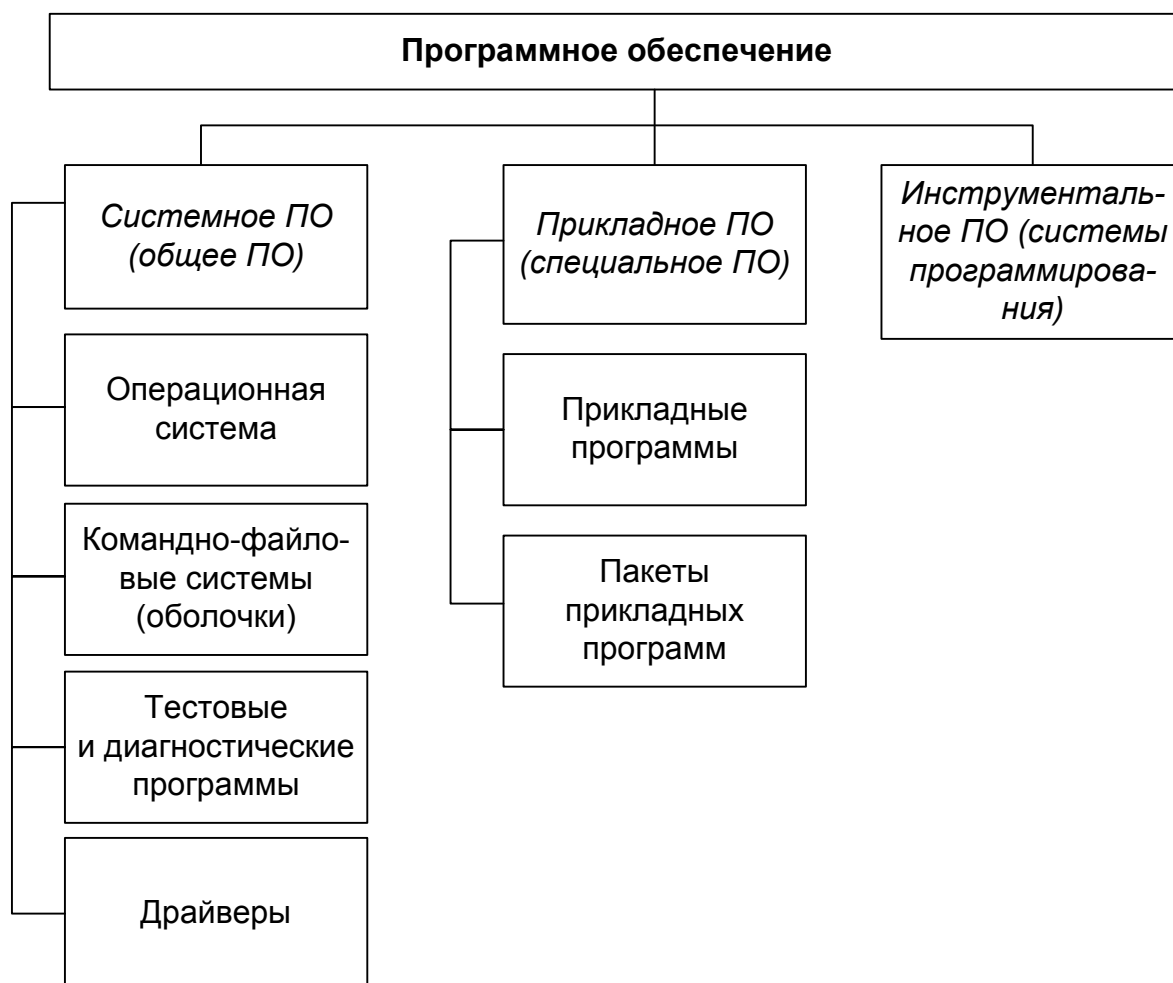 Программное обеспечение
Системное ПО
(общее ПО)
Операционная
система
Командно-файло-
вые системы
(оболочки)
Тестовые
и диагностические
программы
Драйверы
Прикладное ПО
(специальное ПО)
Прикладные
программы
Пакеты
прикладных
программ
Инструменталь-
ное ПО (системы
программирова-
ния)